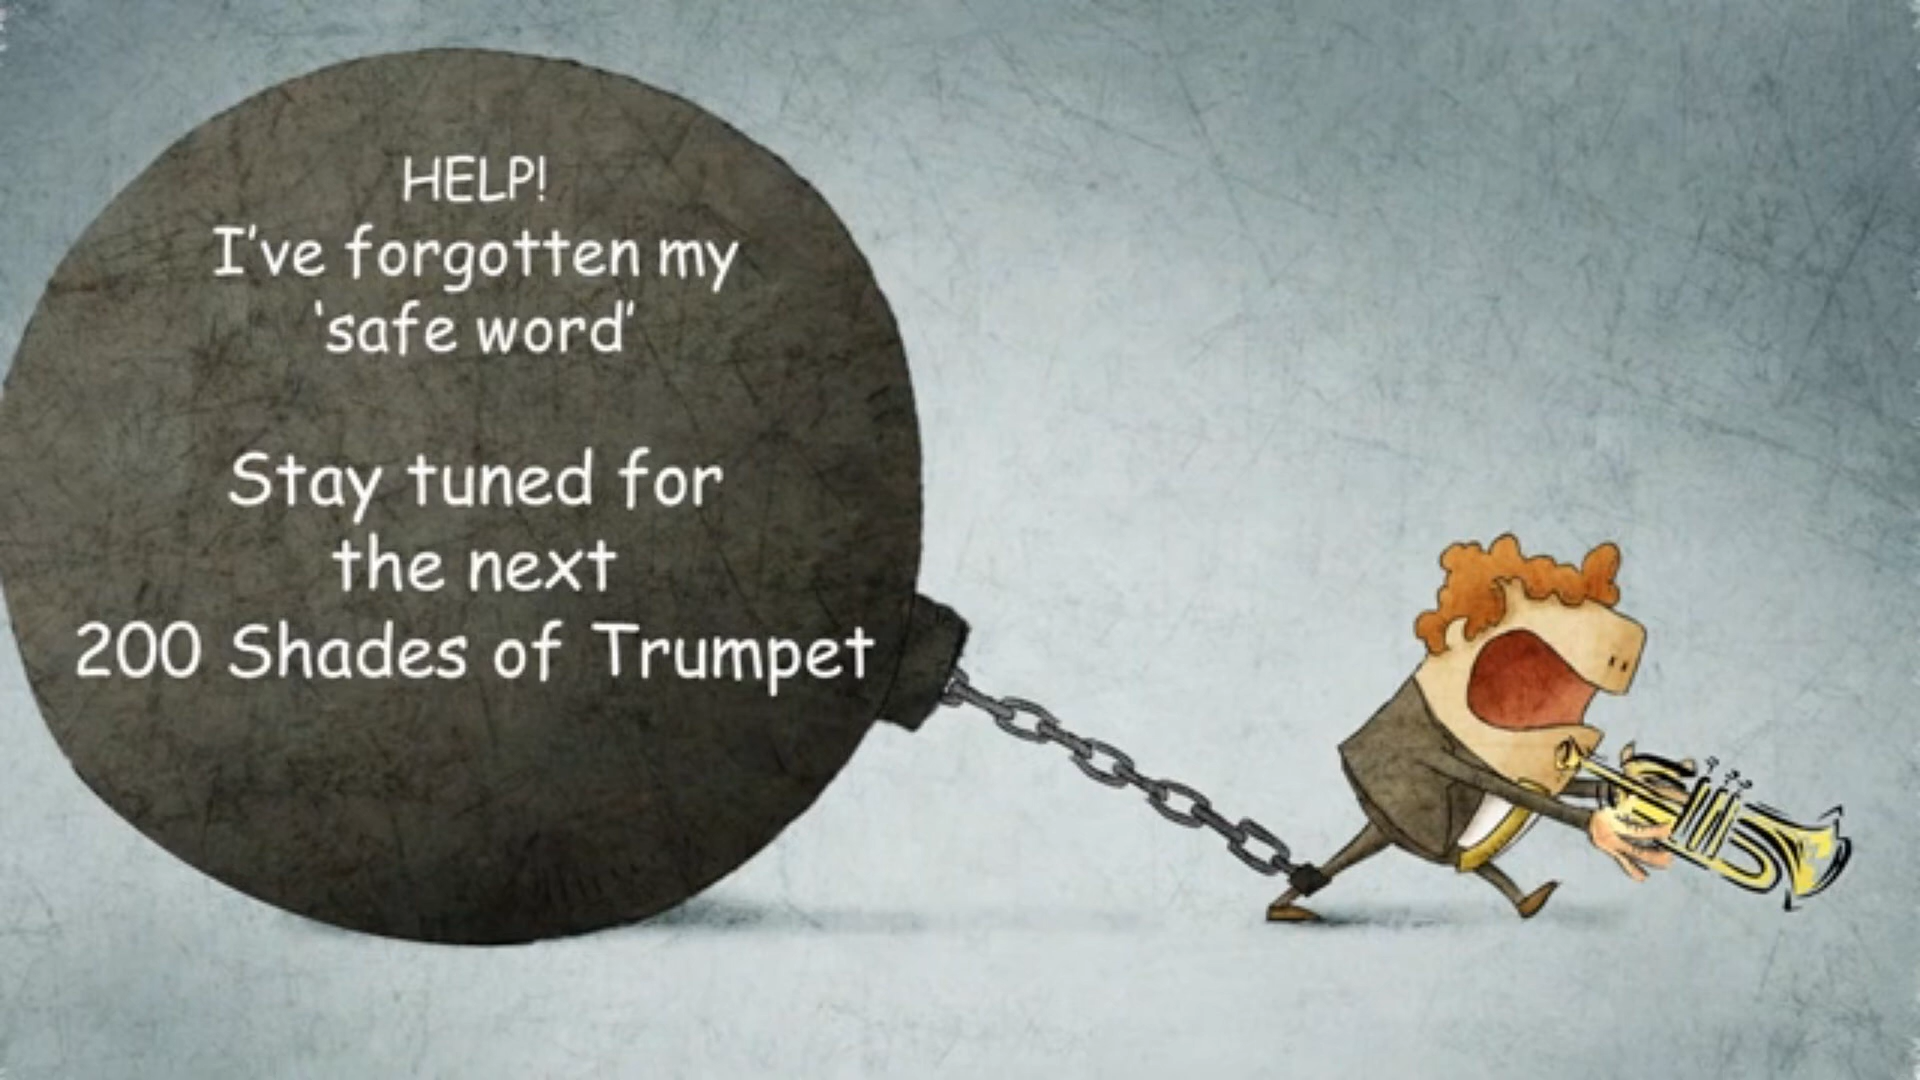 HELP!
I've forgotten my
'safe word'
Stay tuned for
the next
200 Shades of Trumpet